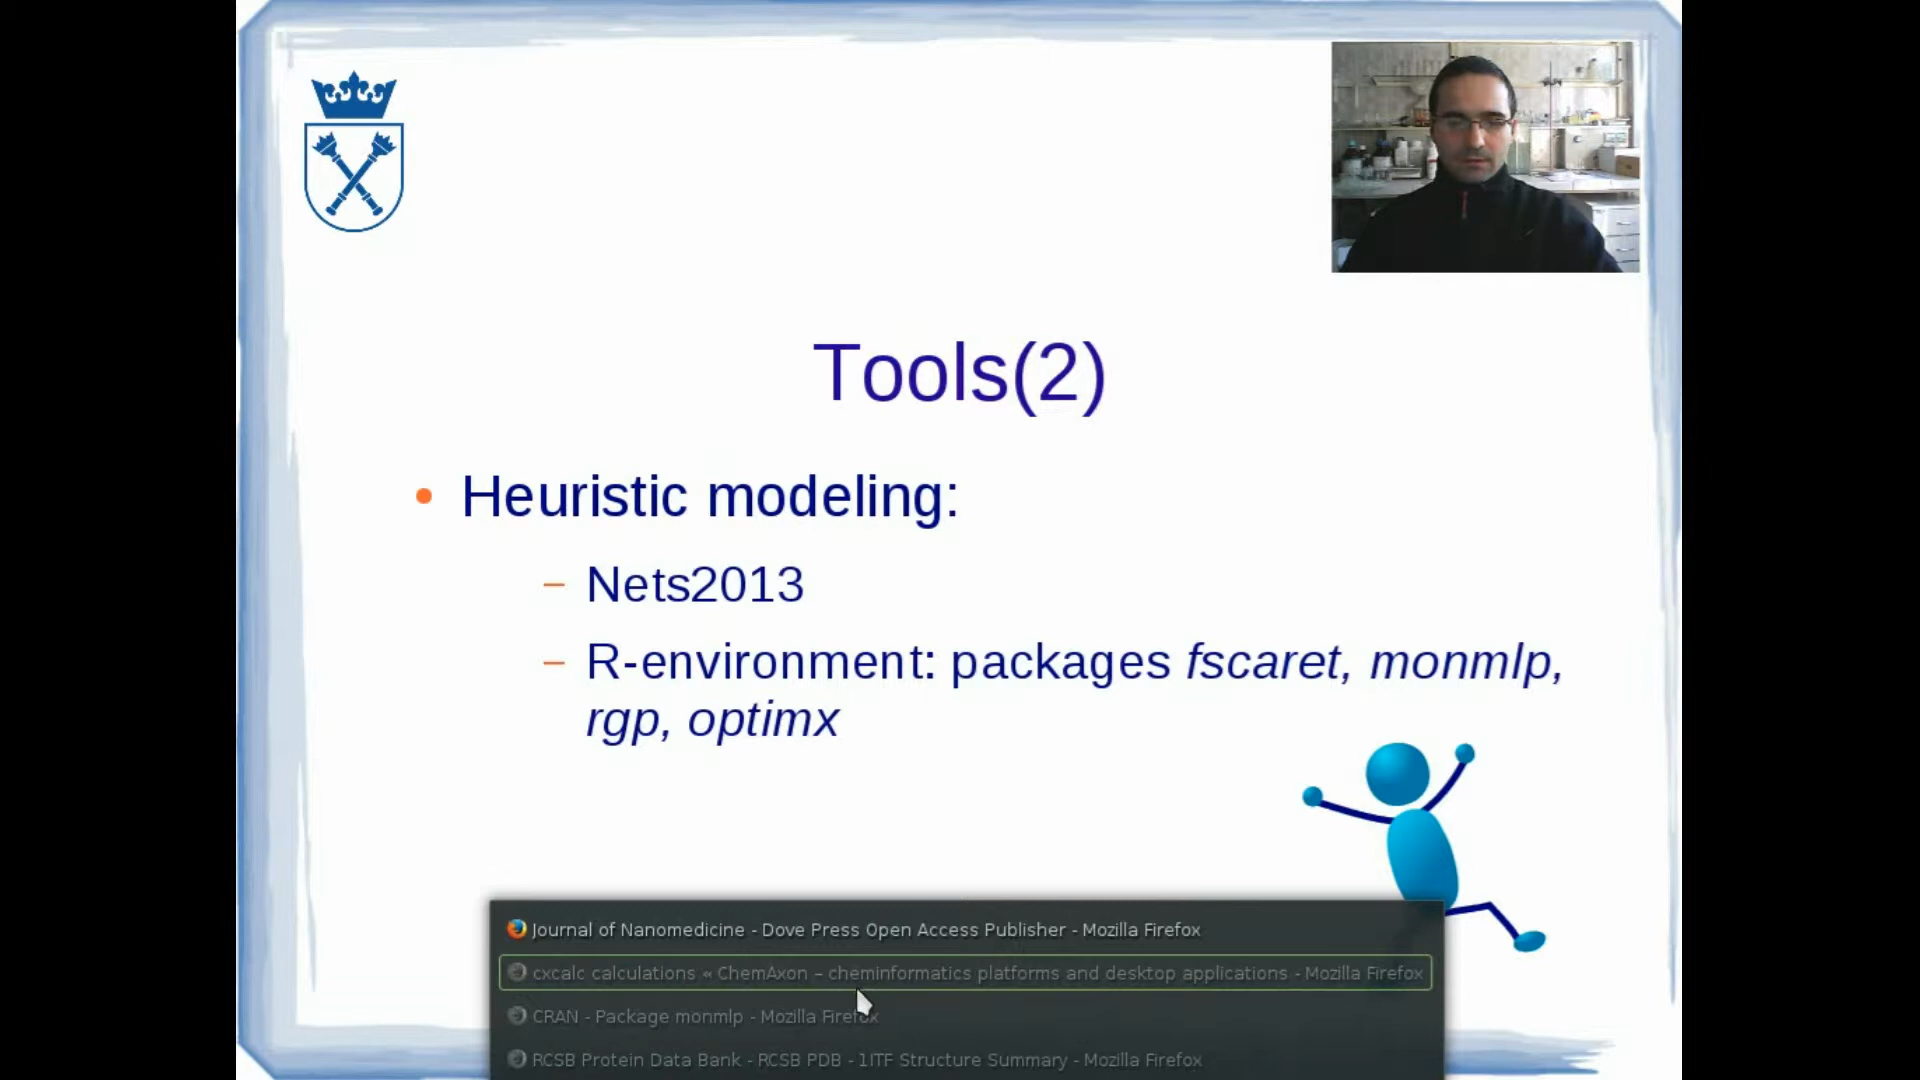 Tools(2)
• Heuristic modeling:
– Nets2013
– R-environment: packages fscaret, monmlp,
rgp, optimx
Journal of Nanomedicine - Dove Press Open Access Publisher - Mozilla Firefox
cxcalc calculations « ChemAxon – cheminformatics platforms and desktop applications - Mozilla Firefox
CRAN - Package monmlp - Mozilla Firefox
RCSB Protein Data Bank - RCSB PDB - 1ITF Structure Summary - Mozilla Firefox